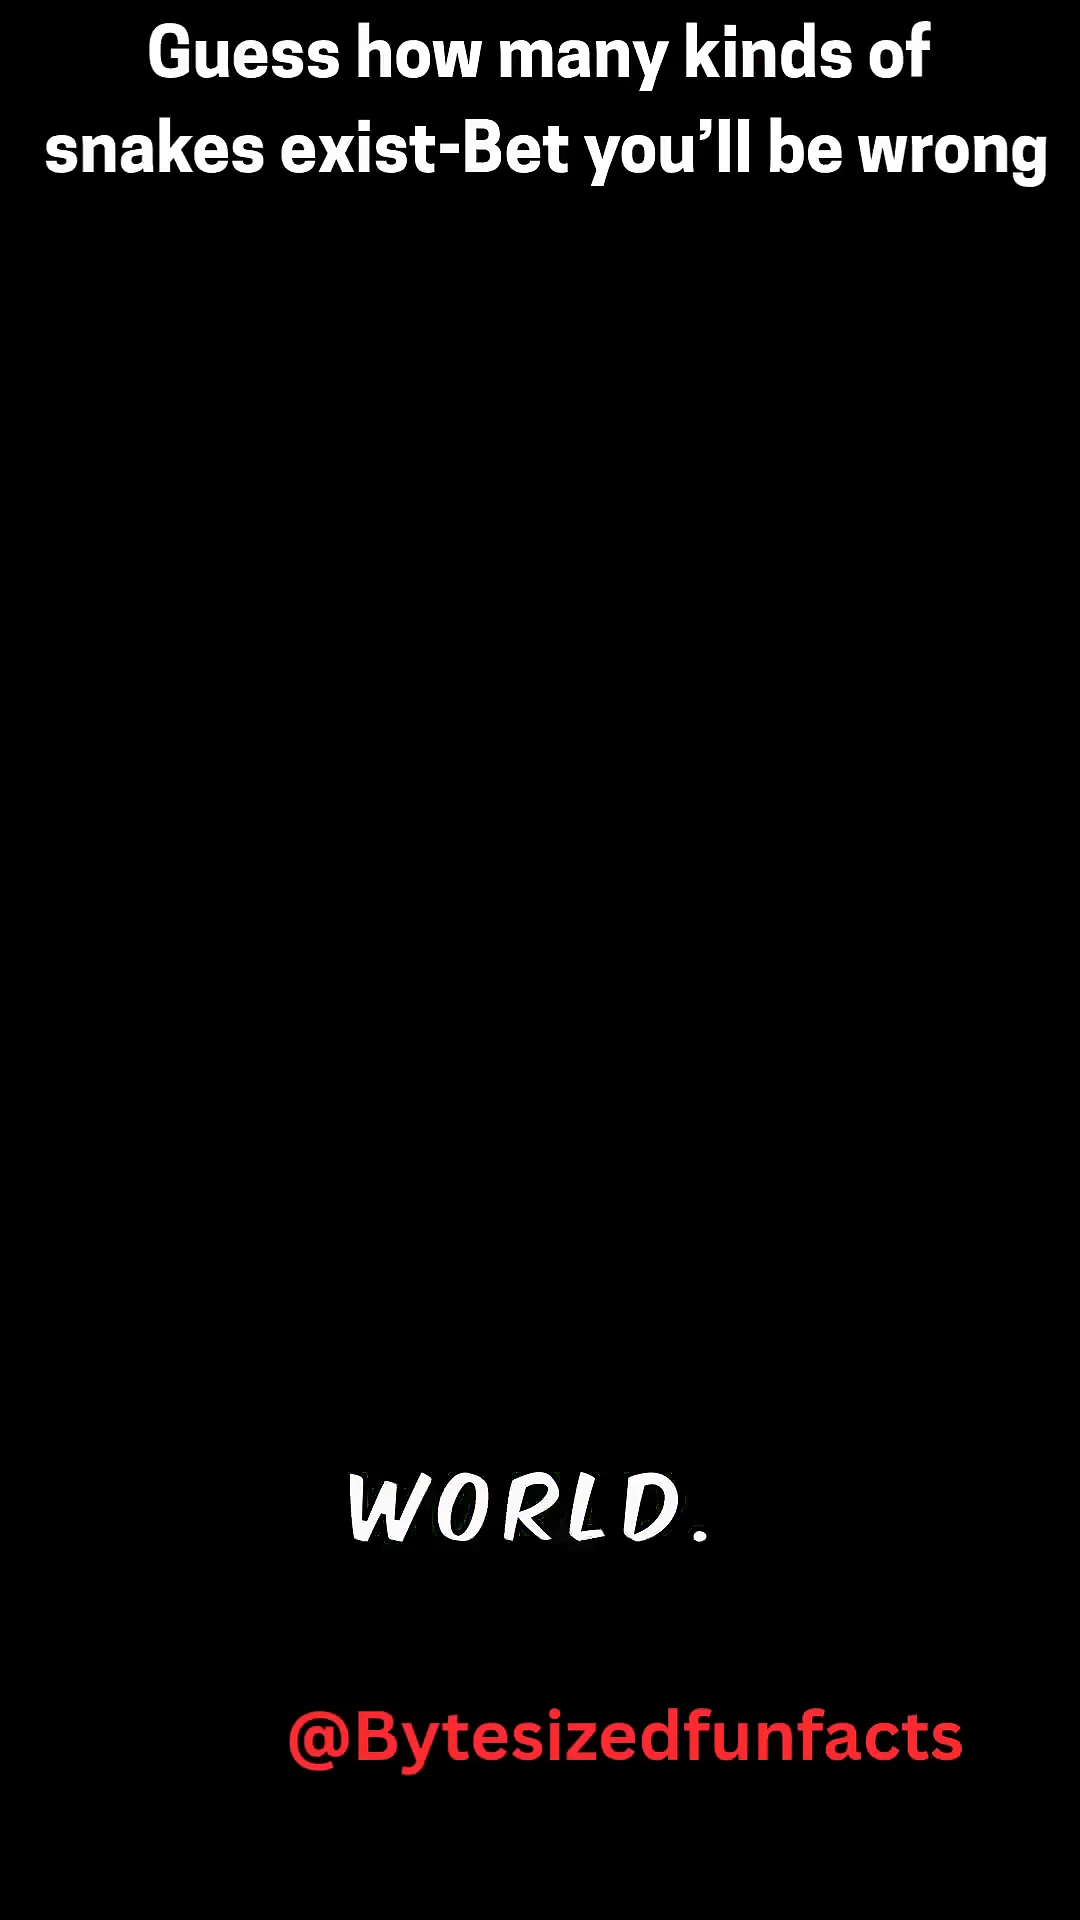 Guess how many kinds of
snakes exist-Bet you’ll be wrong
WORLD.
@Bytesizedfunfacts